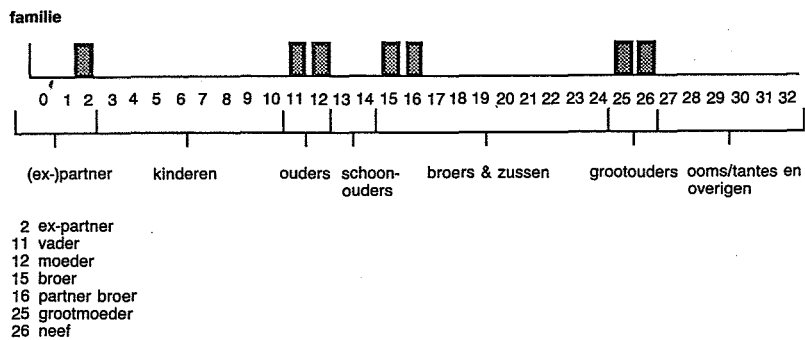 familie
0 1 2 3 4 5 6 7 8 9 10 11 12 13 14 15 16 17 18 19 20 21 22 23 24 25 26 27 28 29 30 31 32
(ex-)partner kinderen ouders schoon-ouders broers & zussen grootouders ooms/tantes en overigen
2 ex-partner
11 vader
12 moeder
15 broer
16 partner broer
25 grootmoeder
26 neef